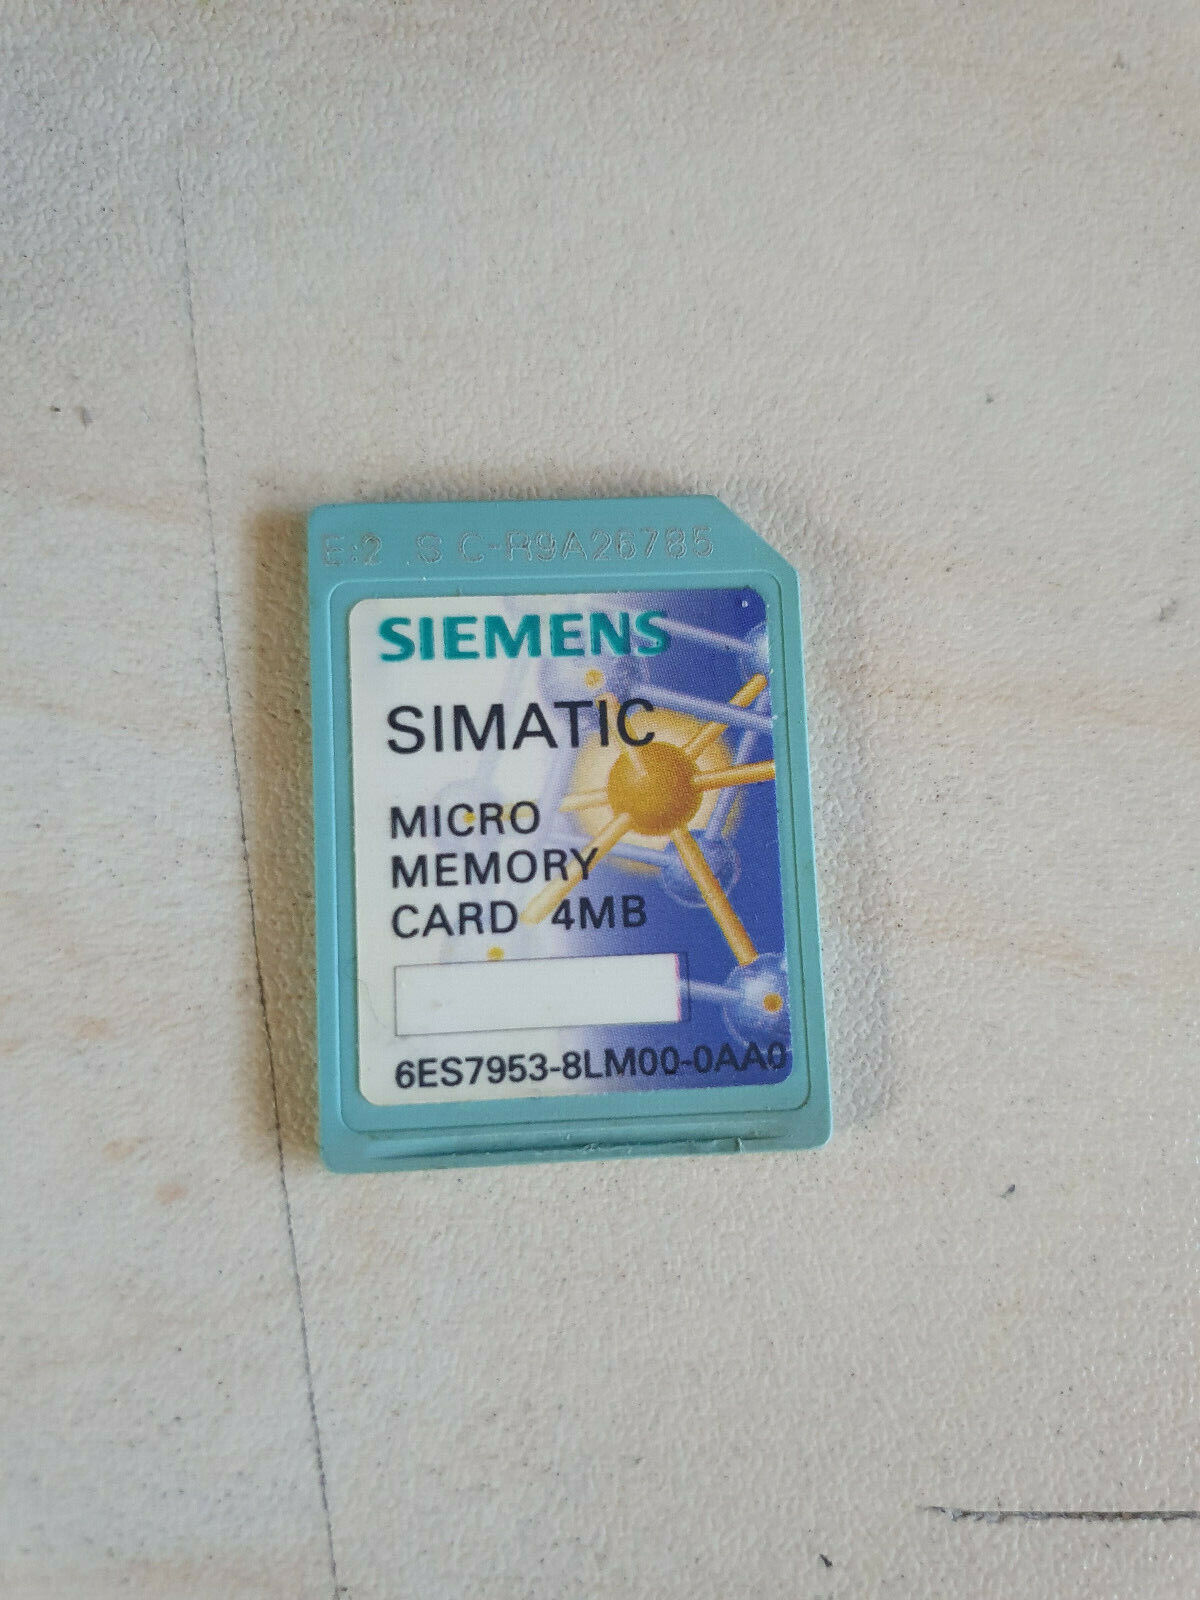 E:2 S C-R9A26785
SIEMENS
SIMATIC
MICRO
MEMORY
CARD 4MB
6ES7953-8LM00-0AA0